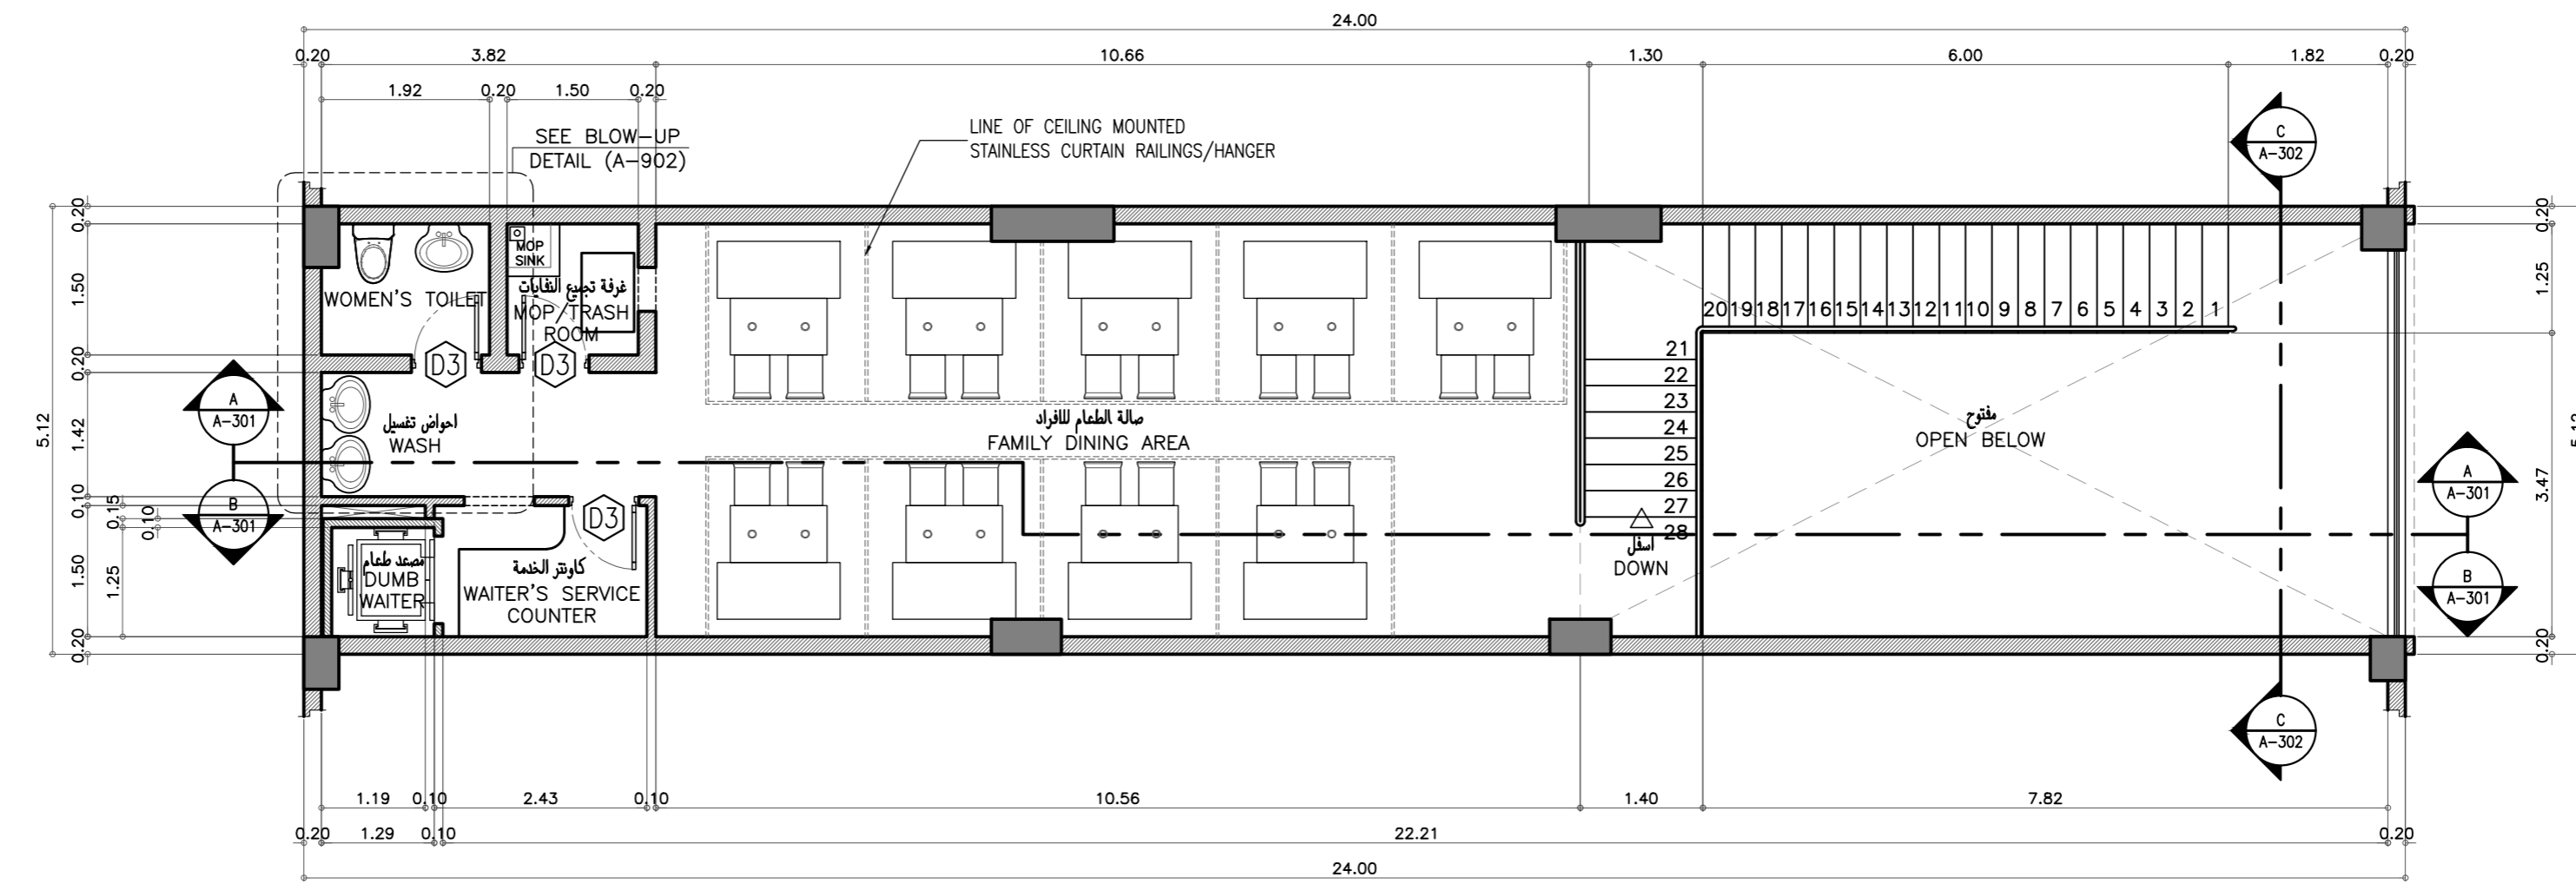 24.00
0.20 3.82 10.66 1.30 6.00 1.82 0.20
1.92 0.20 1.50 0.20
SEE BLOW-UP
DETAIL (A-902)
LINE OF CEILING MOUNTED
STAINLESS CURTAIN RAILINGS/HANGER
C
A-302
0.20
1.50
0.20
1.42
0.10
1.50
0.20
5.12
0.15
0.10
1.25
MOP
SINK
WOMEN'S TOILET
غرفة تجميع النفايات
MOP/TRASH
ROOM
D3
D3
20 19 18 17 16 15 14 13 12 11 10 9 8 7 6 5 4 3 2 1
21
22
23
24
25
26
27
28
A
A-301
B
A-301
احواض تغسيل
WASH
صالة الطعام للافراد
FAMILY DINING AREA
مفتوح
OPEN BELOW
D3
مصعد طعام
DUMB
WAITER
كاونتر الخدمة
WAITER'S SERVICE
COUNTER
اسفل
DOWN
A
A-301
B
A-301
0.20
1.25
3.47
0.20
5.12
C
A-302
1.19 0.10 2.43 0.10 10.56 1.40 7.82
0.20 1.29 0.10 22.21 0.20
24.00